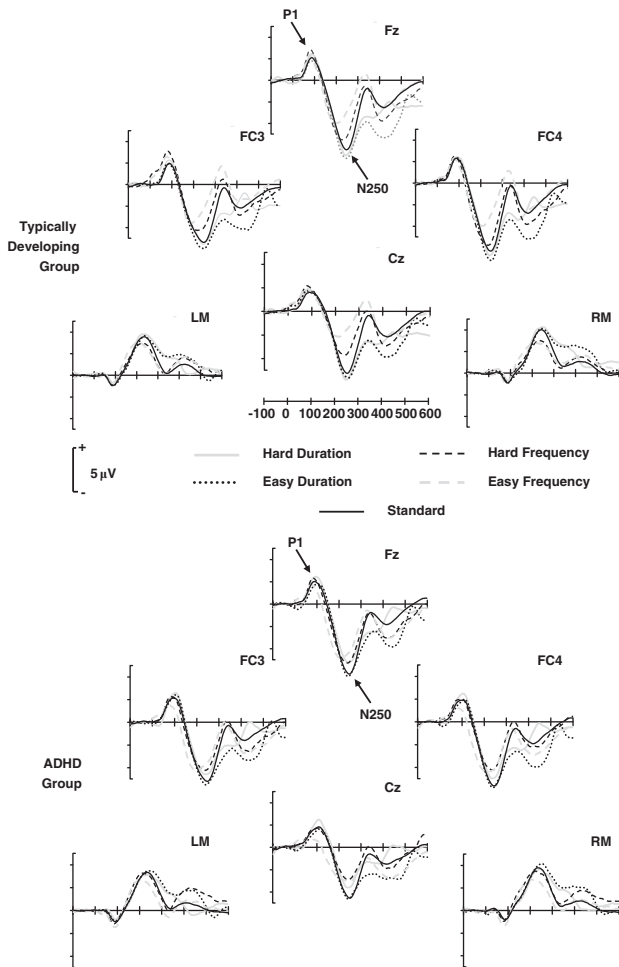 P1
Fz
FC3
FC4
N250
Typically
Developing
Group
Cz
LM
RM
-100 0 100 200 300 400 500 600
+
5 μV
-
Hard Duration
Hard Frequency
Easy Duration
Easy Frequency
Standard
P1
Fz
FC3
FC4
N250
ADHD
Group
Cz
LM
RM